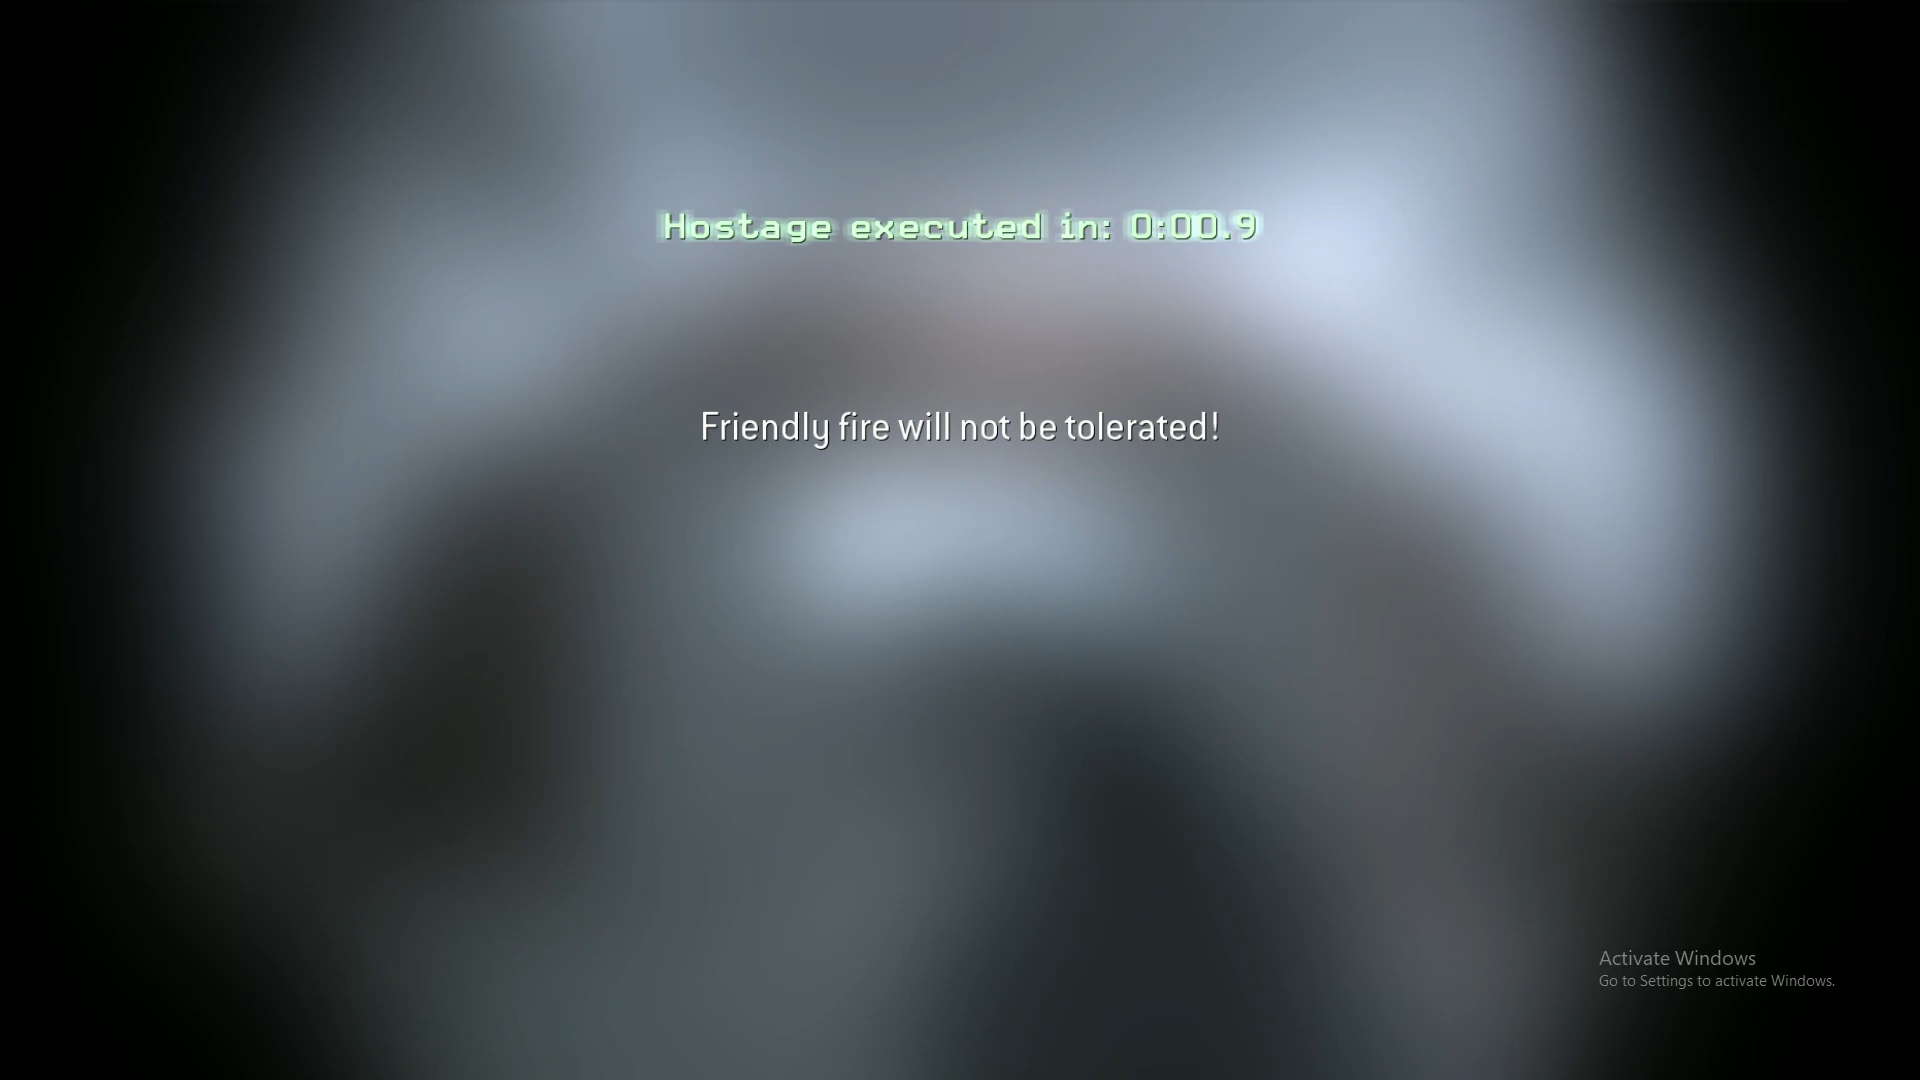 Hostage executed in: 0:00.9
Friendly fire will not be tolerated!
Activate Windows
Go to Settings to activate Windows.